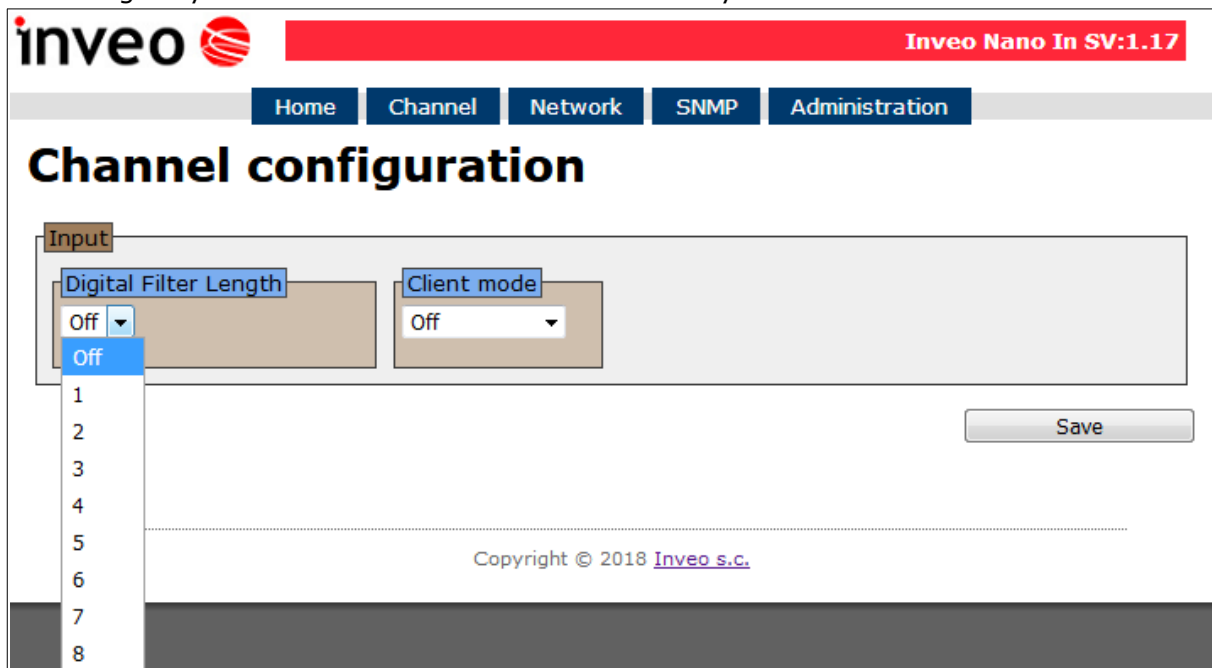 inveo
Inveo Nano In SV:1.17
Home Channel Network SNMP Administration
Channel configuration
Input
Digital Filter Length Client mode
Off Off
Off
1
2
3
4
5
6
7
8
Save
Copyright © 2018 Inveo s.c.